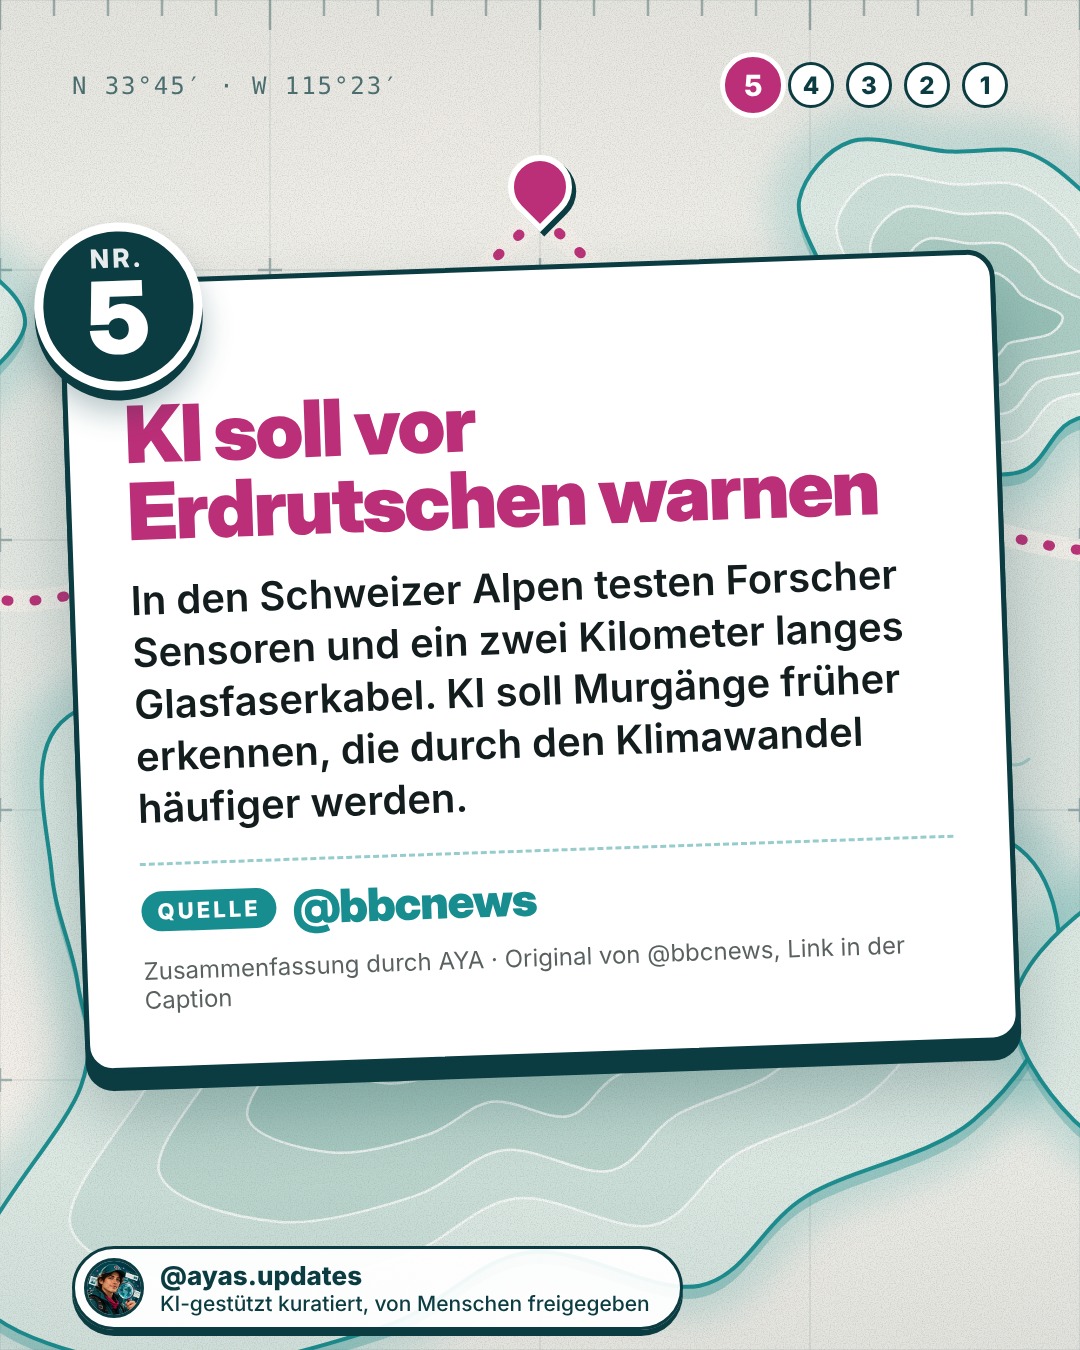 N 33°45′ · W 115°23′
5 4 3 2 1
NR.
5
KI soll vor
Erdrutschen warnen
In den Schweizer Alpen testen Forscher
Sensoren und ein zwei Kilometer langes
Glasfaserkabel. KI soll Murgänge früher
erkennen, die durch den Klimawandel
häufiger werden.
QUELLE @bbcnews
Zusammenfassung durch AYA · Original von @bbcnews, Link in der
Caption
@ayas.updates
KI-gestützt kuratiert, von Menschen freigegeben